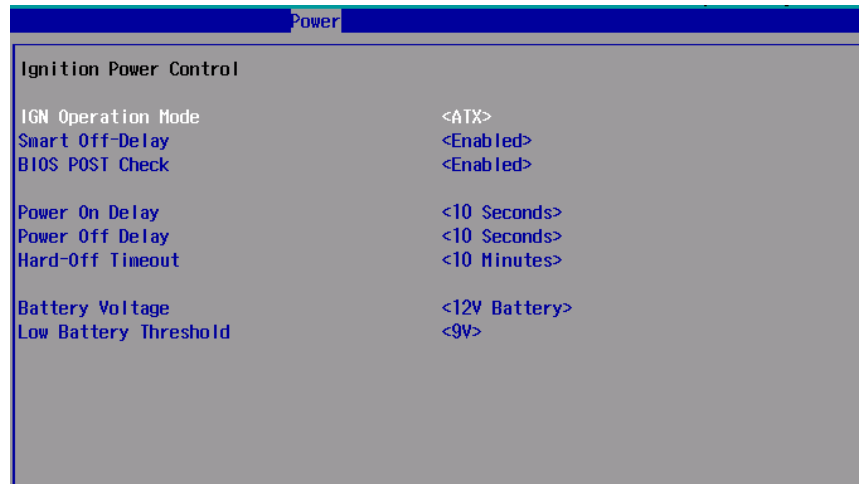 Power
Ignition Power Control
IGN Operation Mode <ATX>
Smart Off-Delay <Enabled>
BIOS POST Check <Enabled>
Power On Delay <10 Seconds>
Power Off Delay <10 Seconds>
Hard-Off Timeout <10 Minutes>
Battery Voltage <12V Battery>
Low Battery Threshold <9V>